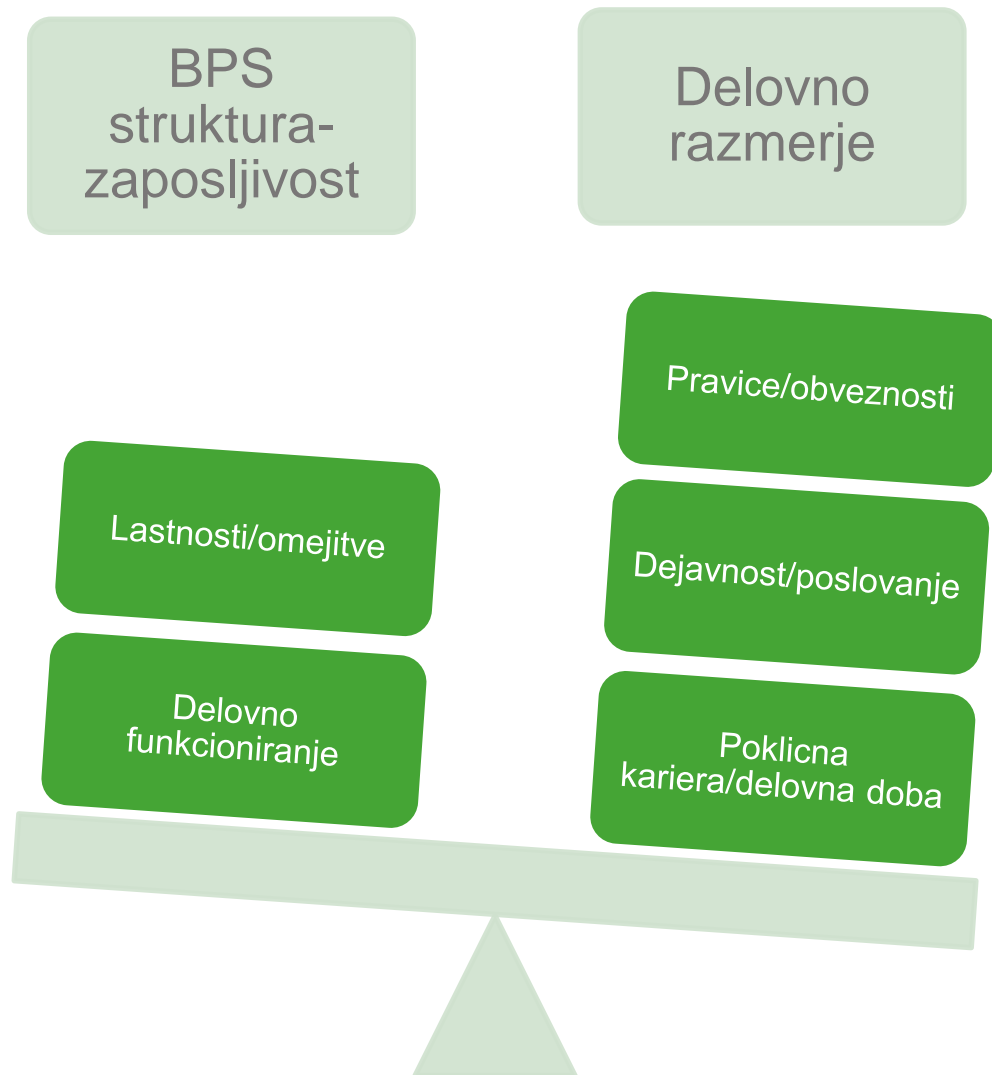 BPS
struktura-
zaposljivost
Delovno
razmerje
Pravice/obveznosti
Lastnosti/omejitve
Dejavnost/poslovanje
Delovno
funkcioniranje
Poklicna
kariera/delovna doba